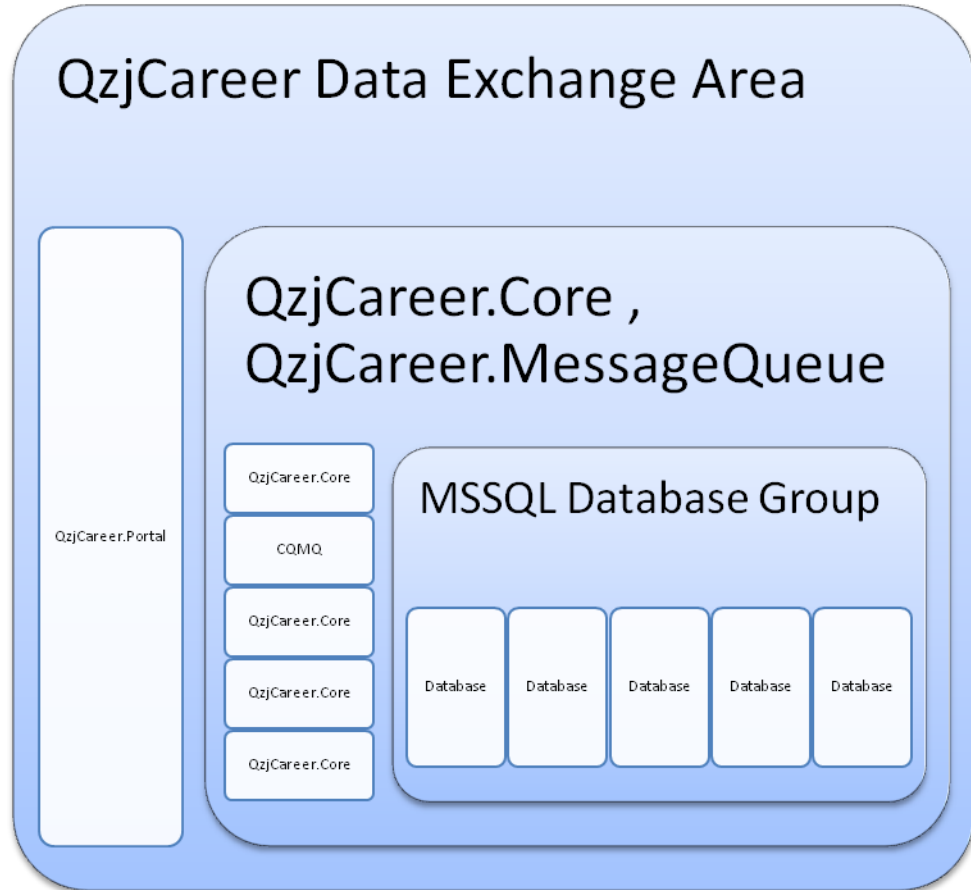 QzjCareer Data Exchange Area
QzjCareer.Portal
QzjCareer.Core ,
QzjCareer.MessageQueue
QzjCareer.Core
CQMQ
QzjCareer.Core
QzjCareer.Core
QzjCareer.Core
MSSQL Database Group
Database
Database
Database
Database
Database